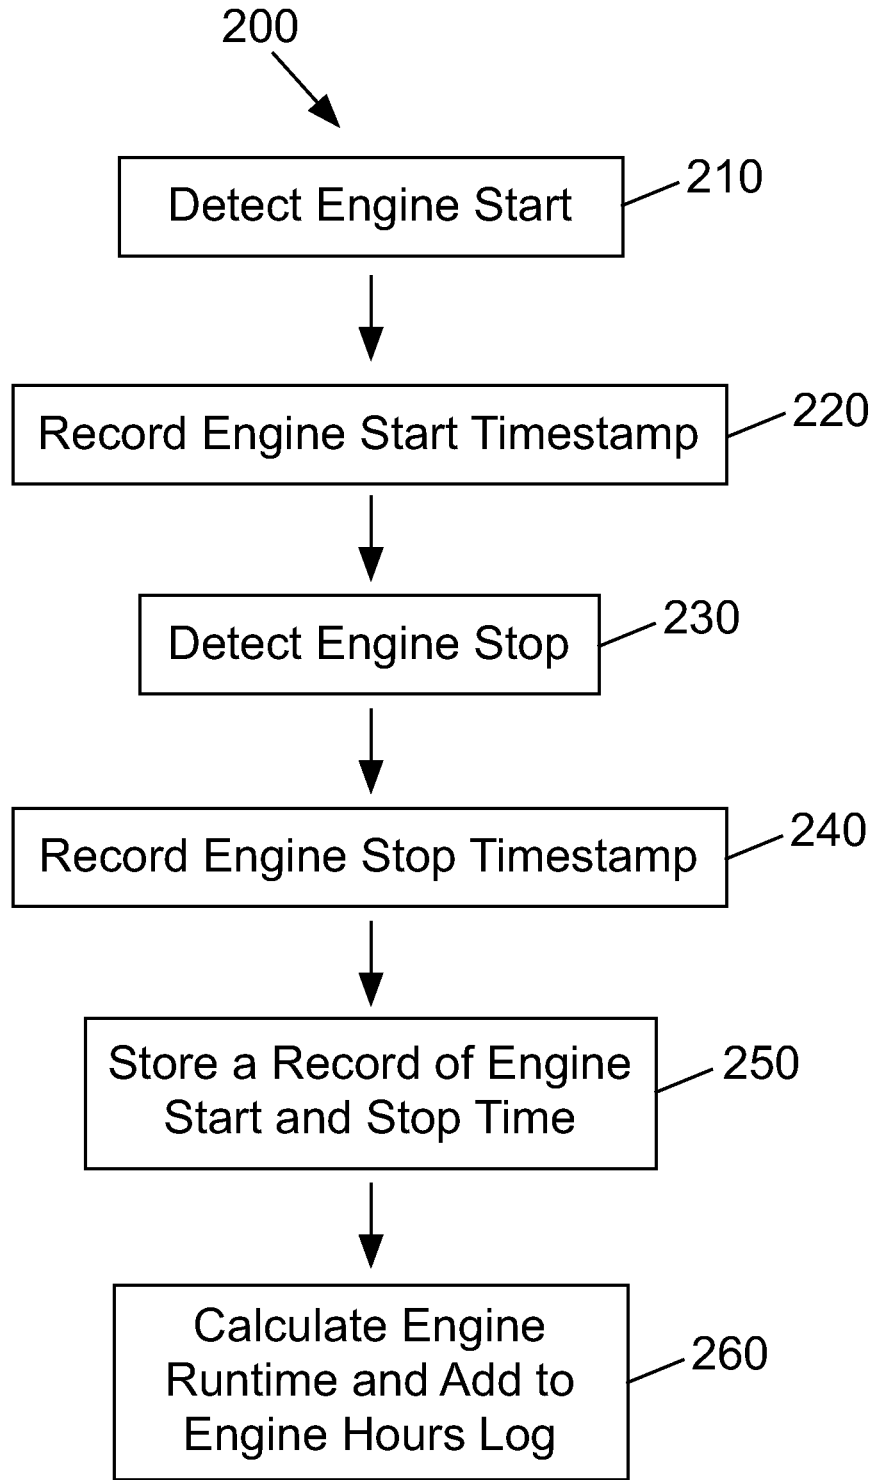 200
Detect Engine Start
210
Record Engine Start Timestamp
220
Detect Engine Stop
230
Record Engine Stop Timestamp
240
Store a Record of Engine
Start and Stop Time
250
Calculate Engine
Runtime and Add to
Engine Hours Log
260